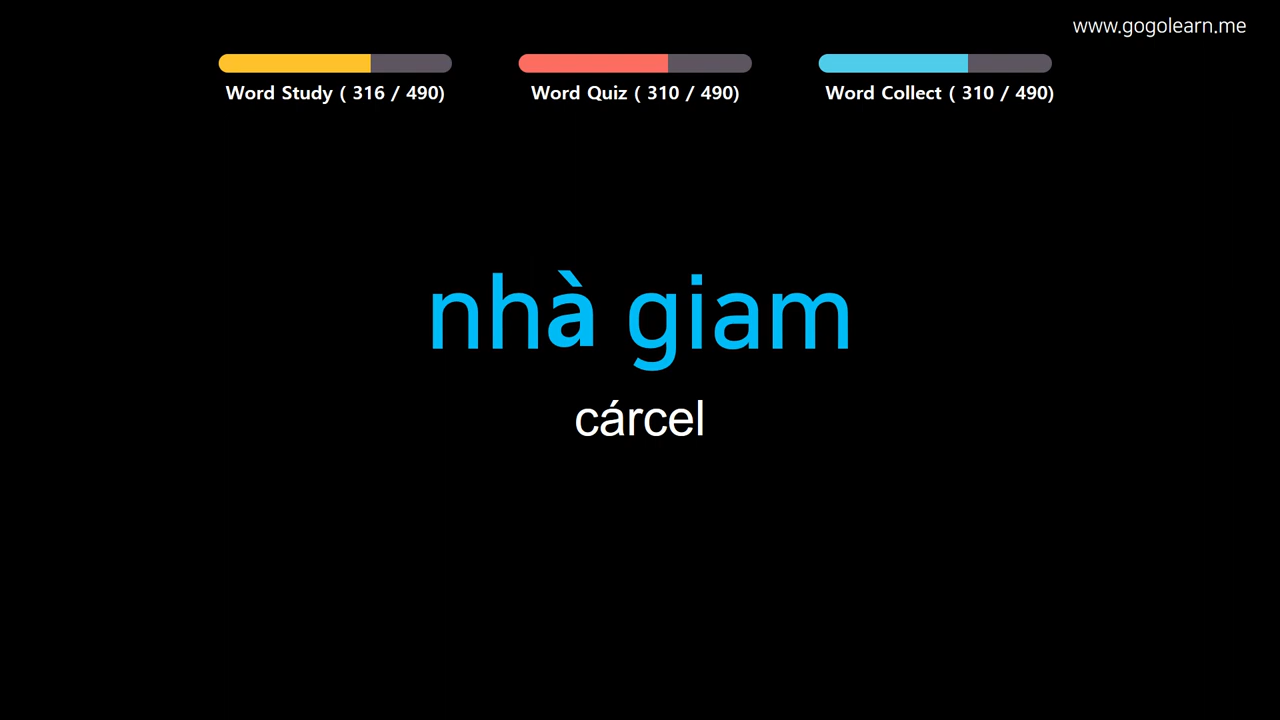 www.gogolearn.me
Word Study ( 316 / 490)
Word Quiz ( 310 / 490)
Word Collect ( 310 / 490)
nhà giam
cárcel